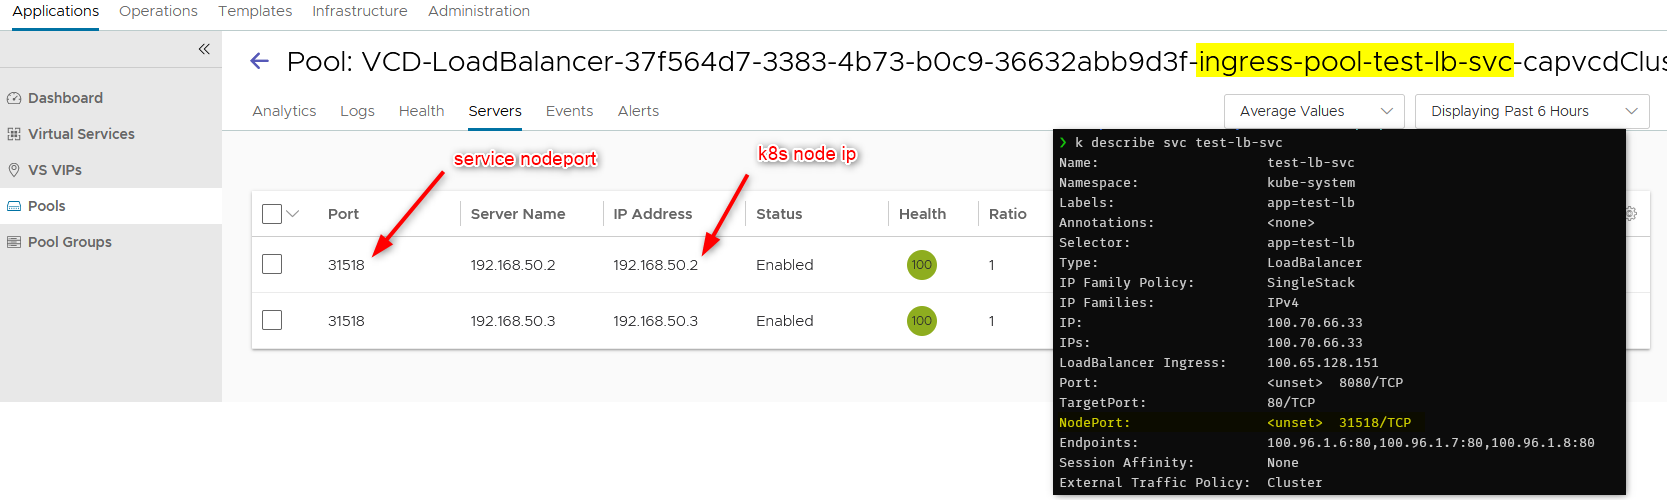 Applications Operations Templates Infrastructure Administration
Dashboard
Virtual Services
VS VIPs
Pools
Pool Groups
Pool: VCD-LoadBalancer-37f564d7-3383-4b73-b0c9-36632abb9d3f-ingress-pool-test-lb-svc-capvcdClus
Analytics Logs Health Servers Events Alerts
Average Values Displaying Past 6 Hours
service nodeport
k8s node ip
Port Server Name IP Address Status Health Ratio
31518 192.168.50.2 192.168.50.2 Enabled 100 1
31518 192.168.50.3 192.168.50.3 Enabled 100 1
❯ k describe svc test-lb-svc
Name: test-lb-svc
Namespace: kube-system
Labels: app=test-lb
Annotations: <none>
Selector: app=test-lb
Type: LoadBalancer
IP Family Policy: SingleStack
IP Families: IPv4
IP: 100.70.66.33
IPs: 100.70.66.33
LoadBalancer Ingress: 100.65.128.151
Port: <unset> 8080/TCP
TargetPort: 80/TCP
NodePort: <unset> 31518/TCP
Endpoints: 100.96.1.6:80,100.96.1.7:80,100.96.1.8:80
Session Affinity: None
External Traffic Policy: Cluster